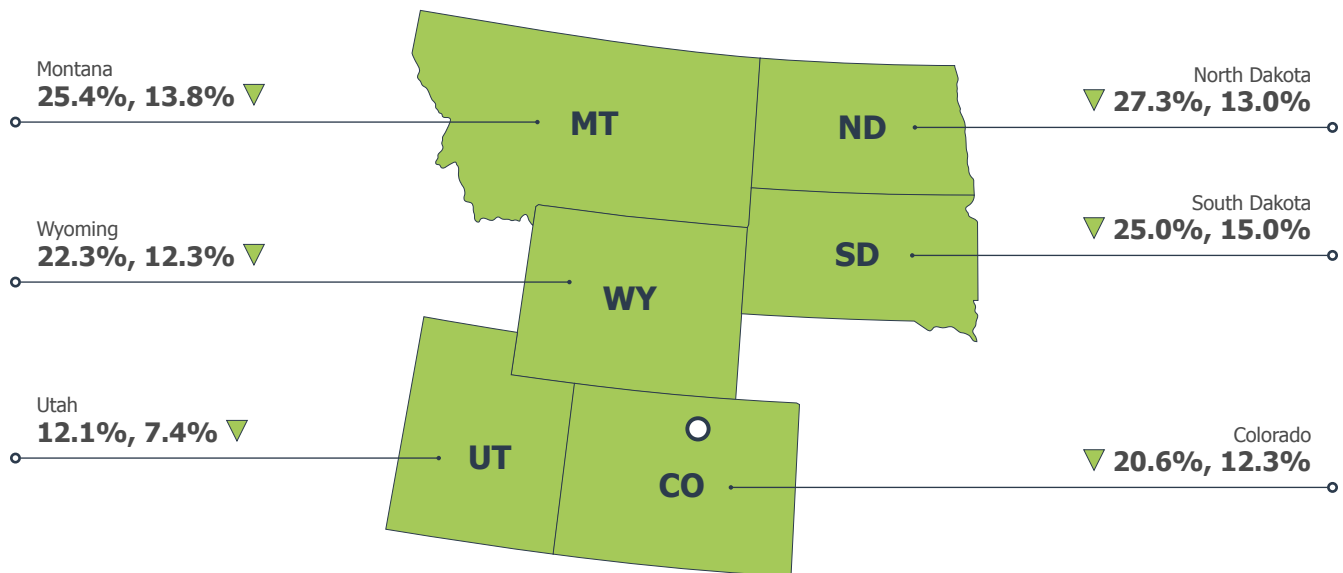 Montana
25.4%, 13.8%
North Dakota
27.3%, 13.0%
MT
ND
Wyoming
22.3%, 12.3%
South Dakota
25.0%, 15.0%
SD
WY
Utah
12.1%, 7.4%
Colorado
20.6%, 12.3%
UT
CO